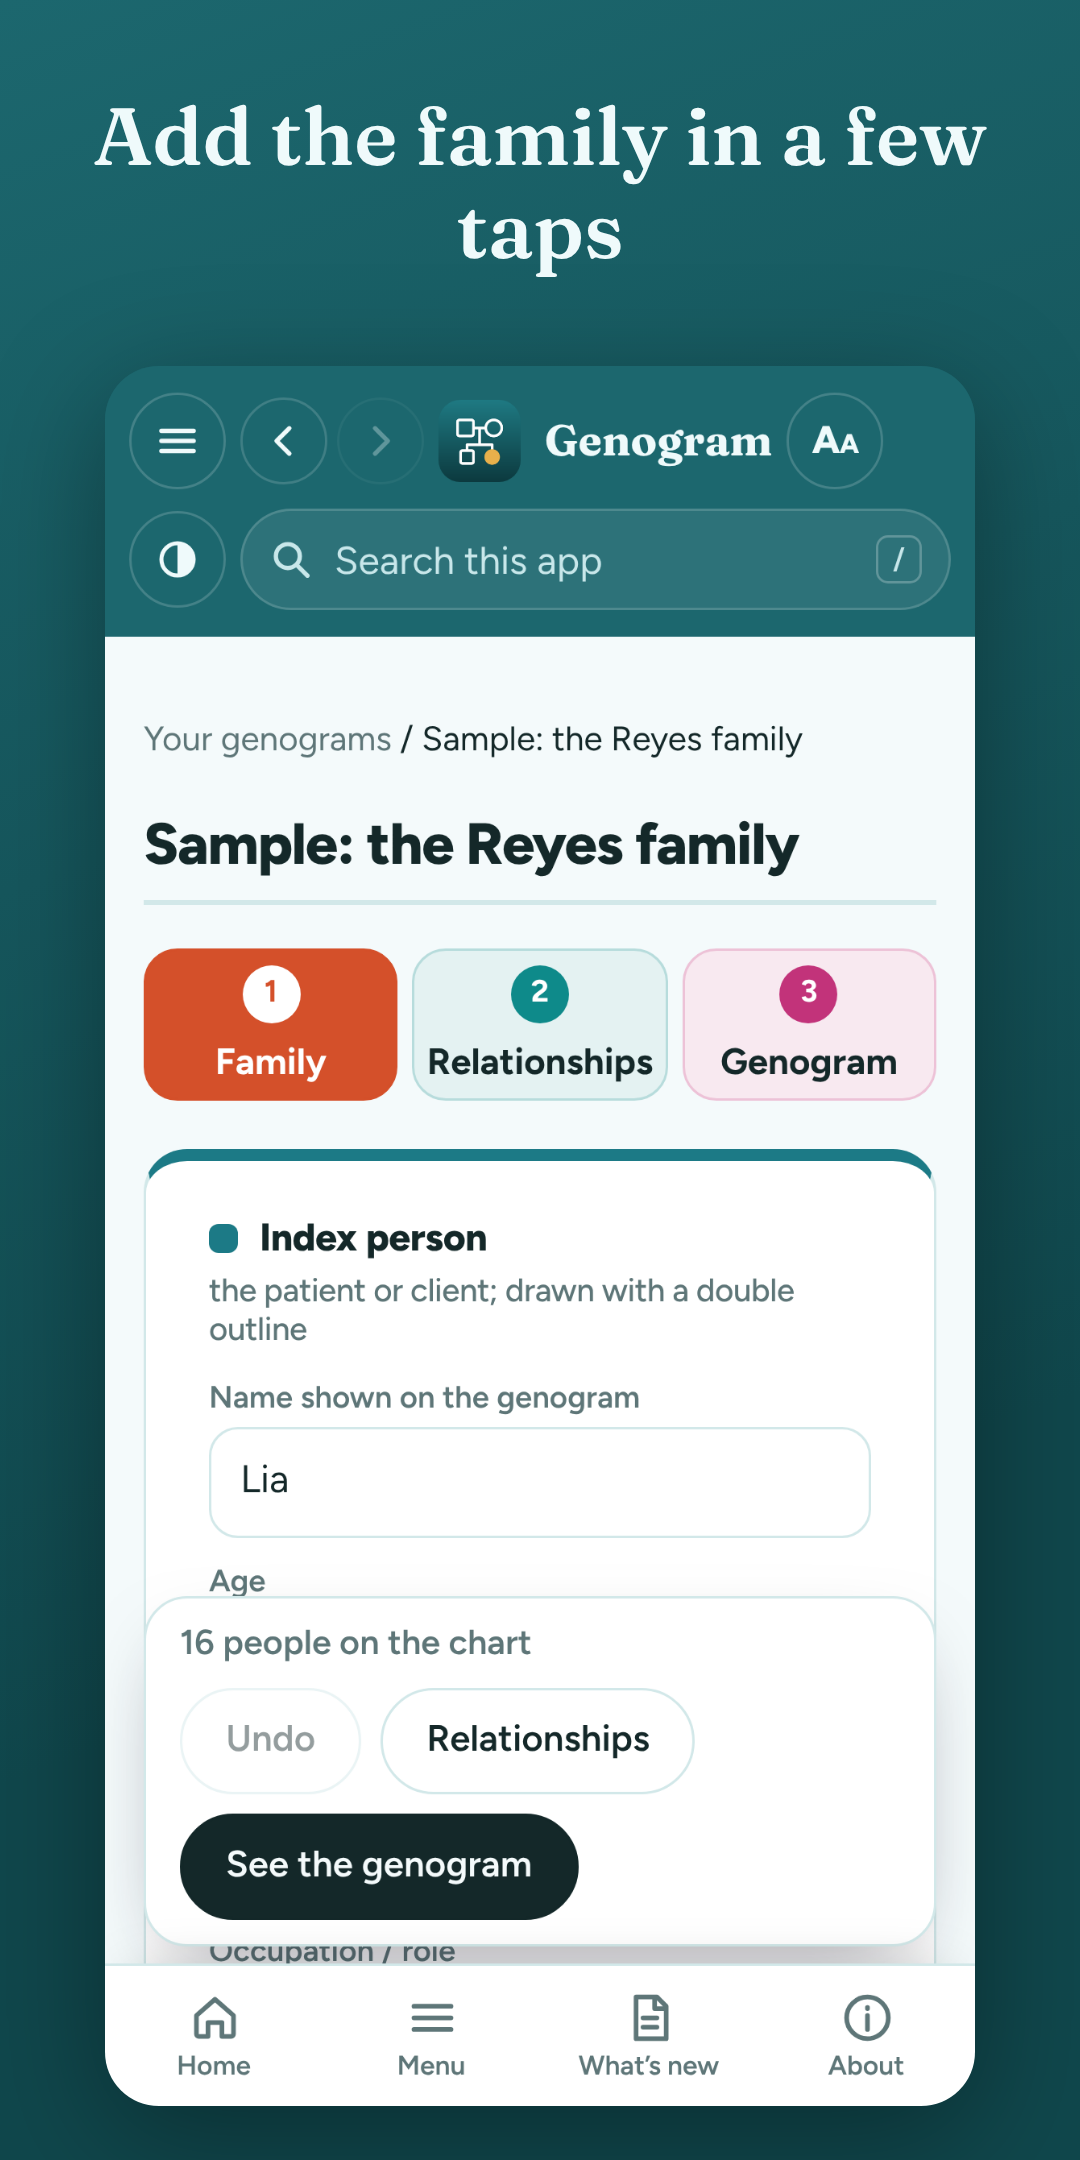 Add the family in a few
taps
Genogram
AA
Search this app
/
Your genograms / Sample: the Reyes family
Sample: the Reyes family
1
Family
2
Relationships
3
Genogram
Index person
the patient or client; drawn with a double
outline
Name shown on the genogram
Lia
Age
16 people on the chart
Undo
Relationships
See the genogram
Occupation / role
Home
Menu
What's new
About